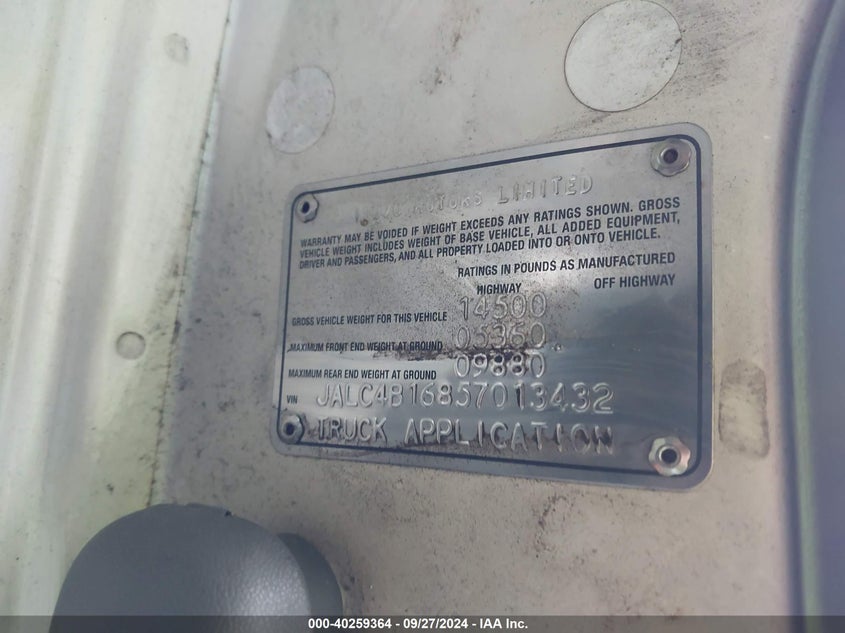 ISUZU MOTORS LIMITED
WARRANTY MAY BE VOIDED IF WEIGHT EXCEEDS ANY RATINGS SHOWN. GROSS
VEHICLE WEIGHT INCLUDES WEIGHT OF BASE VEHICLE, ALL ADDED EQUIPMENT,
DRIVER AND PASSENGERS, AND ALL PROPERTY LOADED INTO OR ONTO VEHICLE.
RATINGS IN POUNDS AS MANUFACTURED
HIGHWAY OFF HIGHWAY
GROSS VEHICLE WEIGHT FOR THIS VEHICLE 14500
MAXIMUM FRONT END WEIGHT AT GROUND 05360
MAXIMUM REAR END WEIGHT AT GROUND 09880
VIN JALC4B16857013432
TRUCK APPLICATION
000-40259364 - 09/27/2024 - IAA Inc.